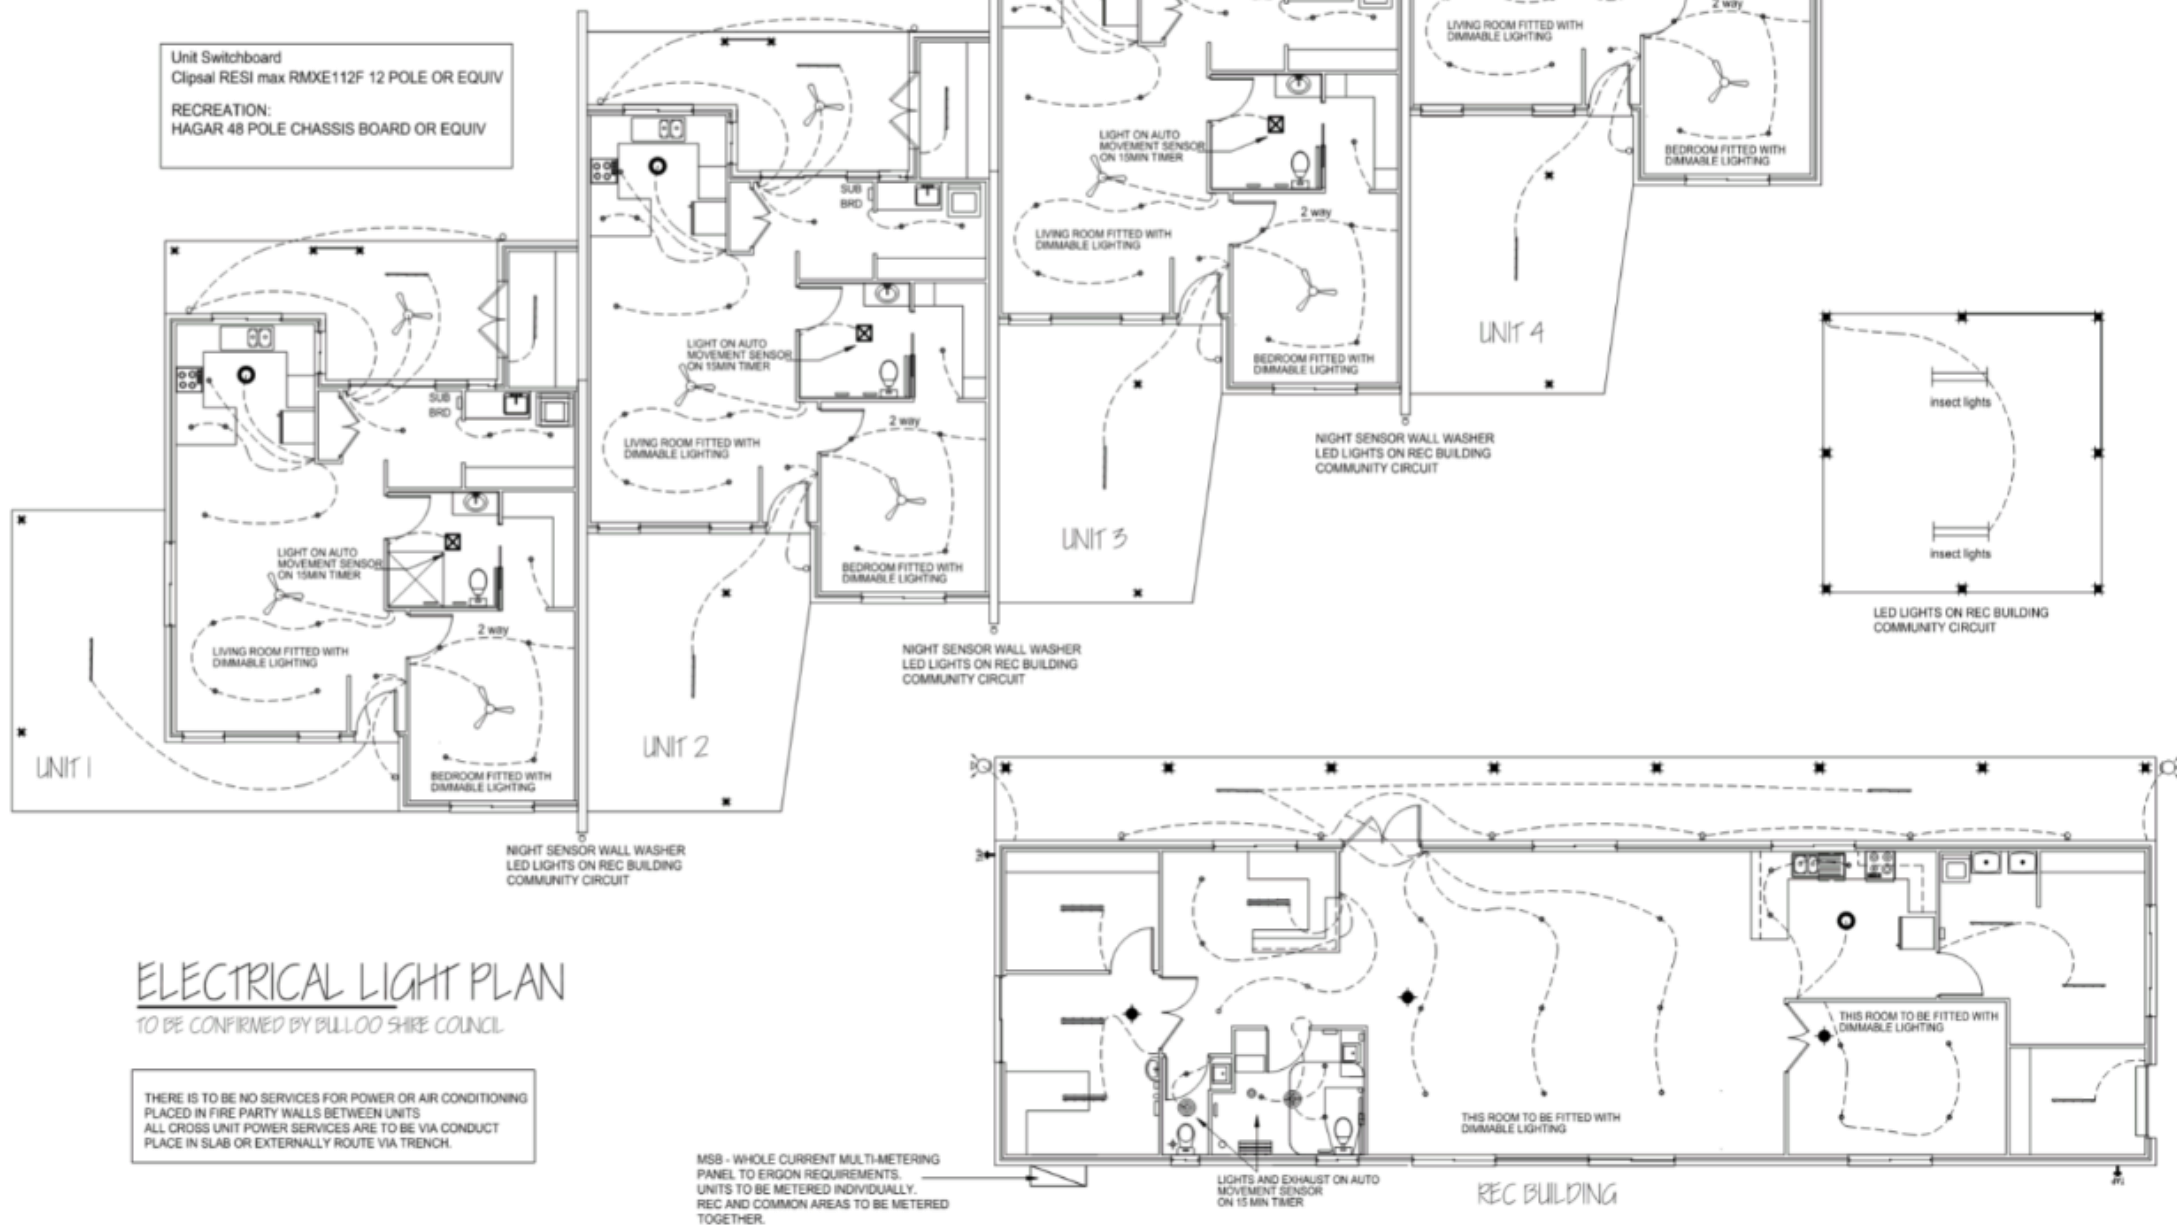 Unit Switchboard
Clipsal RESI max RMXE112F 12 POLE OR EQUIV
RECREATION:
HAGAR 48 POLE CHASSIS BOARD OR EQUIV
SUB
BRD
LIGHT ON AUTO
MOVEMENT SENSOR
ON 15MIN TIMER
LIVING ROOM FITTED WITH
DIMMABLE LIGHTING
2 way
BEDROOM FITTED WITH
DIMMABLE LIGHTING
UNIT 1
NIGHT SENSOR WALL WASHER
LED LIGHTS ON REC BUILDING
COMMUNITY CIRCUIT
SUB
BRD
LIGHT ON AUTO
MOVEMENT SENSOR
ON 15MIN TIMER
LIVING ROOM FITTED WITH
DIMMABLE LIGHTING
2 way
BEDROOM FITTED WITH
DIMMABLE LIGHTING
UNIT 2
NIGHT SENSOR WALL WASHER
LED LIGHTS ON REC BUILDING
COMMUNITY CIRCUIT
LIGHT ON AUTO
MOVEMENT SENSOR
ON 15MIN TIMER
LIVING ROOM FITTED WITH
DIMMABLE LIGHTING
2 way
BEDROOM FITTED WITH
DIMMABLE LIGHTING
UNIT 3
NIGHT SENSOR WALL WASHER
LED LIGHTS ON REC BUILDING
COMMUNITY CIRCUIT
LIVING ROOM FITTED WITH
DIMMABLE LIGHTING
2 way
BEDROOM FITTED WITH
DIMMABLE LIGHTING
UNIT 4
insect lights
insect lights
LED LIGHTS ON REC BUILDING
COMMUNITY CIRCUIT
ELECTRICAL LIGHT PLAN
TO BE CONFIRMED BY BULLOO SHIRE COUNCIL
THERE IS TO BE NO SERVICES FOR POWER OR AIR CONDITIONING
PLACED IN FIRE PARTY WALLS BETWEEN UNITS
ALL CROSS UNIT POWER SERVICES ARE TO BE VIA CONDUCT
PLACE IN SLAB OR EXTERNALLY ROUTE VIA TRENCH.
MSB - WHOLE CURRENT MULTI-METERING
PANEL TO ERGON REQUIREMENTS.
UNITS TO BE METERED INDIVIDUALLY.
REC AND COMMON AREAS TO BE METERED
TOGETHER.
TAP
THIS ROOM TO BE FITTED WITH
DIMMABLE LIGHTING
THIS ROOM TO BE FITTED WITH
DIMMABLE LIGHTING
LIGHTS AND EXHAUST ON AUTO
MOVEMENT SENSOR
ON 15 MIN TIMER
REC BUILDING